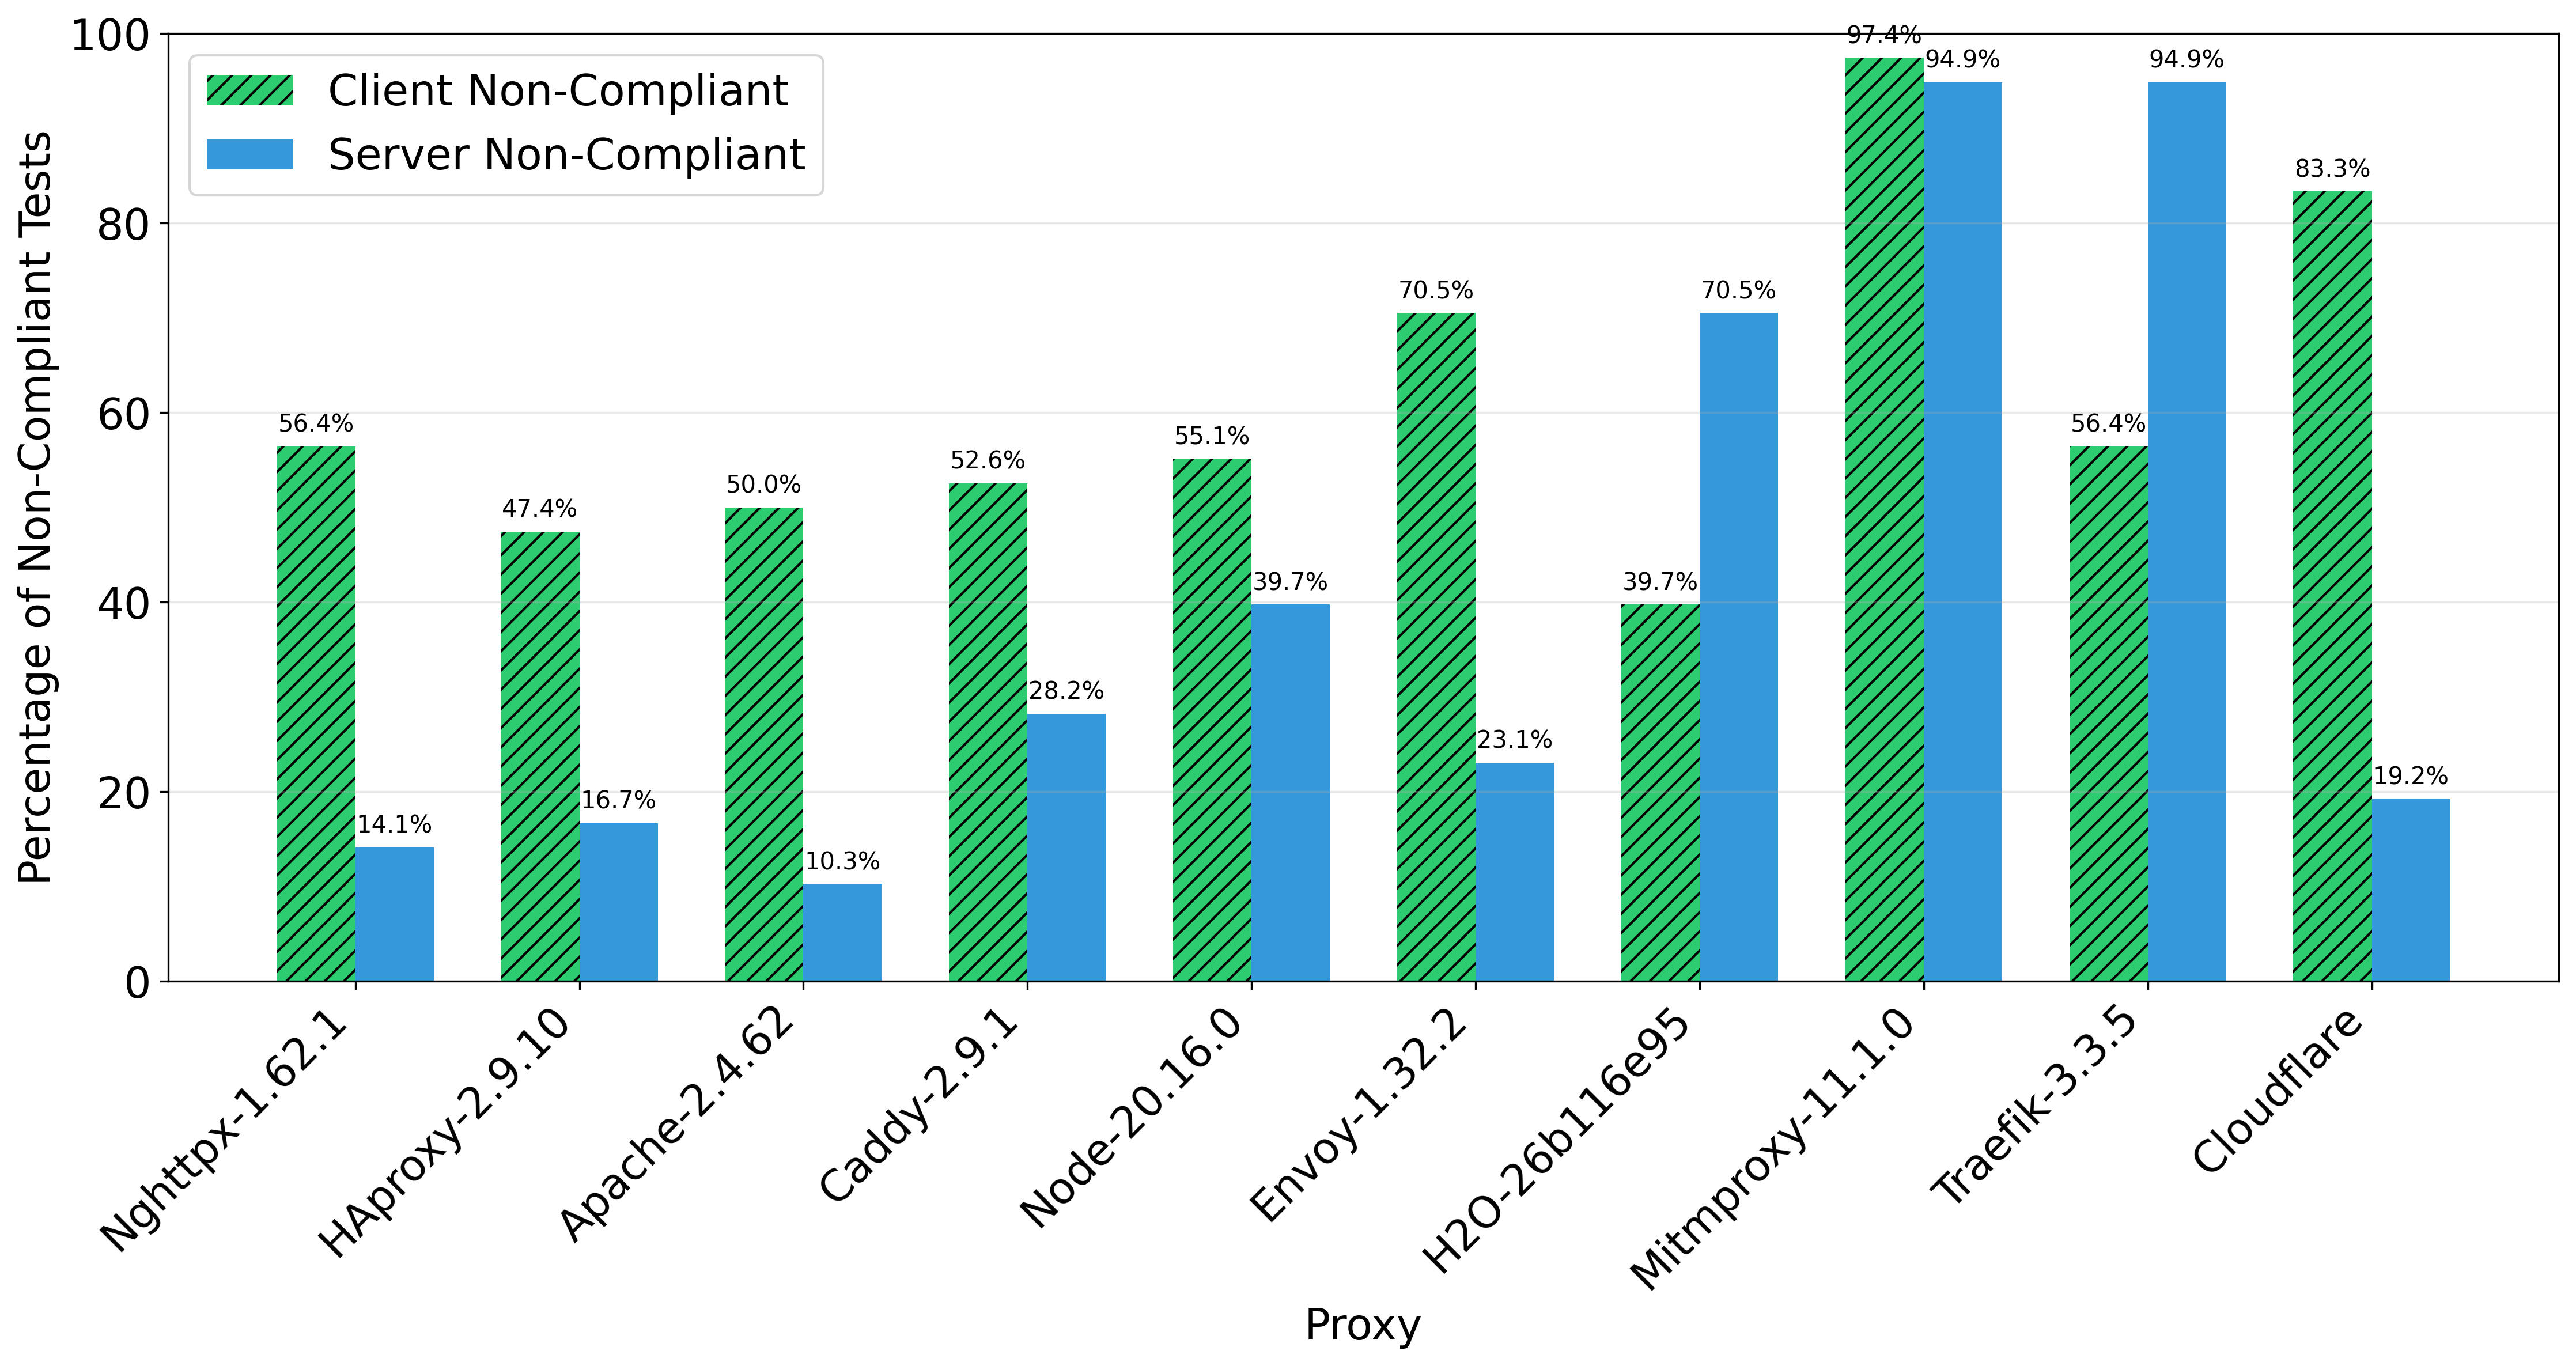 Percentage of Non-Compliant Tests
100
80
60
40
20
0
Client Non-Compliant
Server Non-Compliant
56.4%
14.1%
47.4%
16.7%
50.0%
10.3%
52.6%
28.2%
55.1%
39.7%
70.5%
23.1%
39.7%
70.5%
97.4%
94.9%
56.4%
94.9%
83.3%
19.2%
Nghttpx-1.62.1
HAproxy-2.9.10
Apache-2.4.62
Caddy-2.9.1
Node-20.16.0
Envoy-1.32.2
H2O-26b116e95
Mitmproxy-11.1.0
Traefik-3.3.5
Cloudflare
Proxy